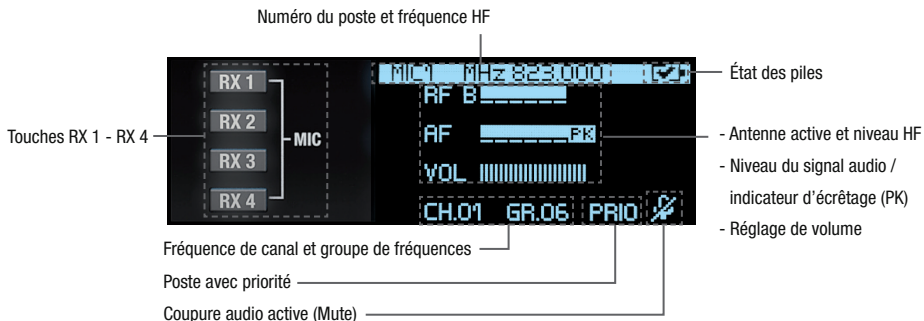 Numéro du poste et fréquence HF
MIC1 MHz 823.000
État des piles
RX 1
RX 2
RX 3
RX 4
MIC
Touches RX 1 - RX 4
RF B
AF PK
VOL
- Antenne active et niveau HF
- Niveau du signal audio /
indicateur d’écrêtage (PK)
- Réglage de volume
CH.01 GR.06 PRIO
Fréquence de canal et groupe de fréquences
Poste avec priorité
Coupure audio active (Mute)